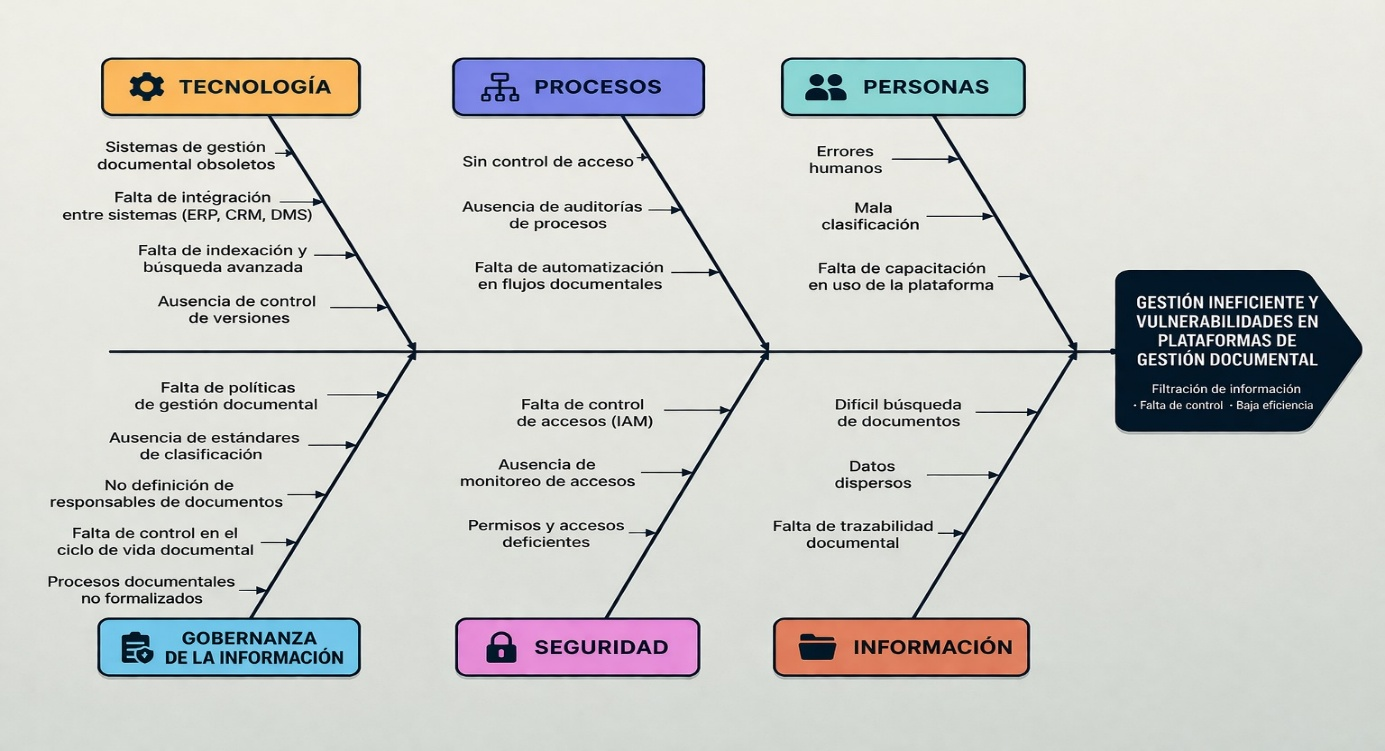 TECNOLOGÍA
Sistemas de gestión
documental obsoletos
Falta de intégración
entre sistemas (ERP, CRM, DMS)
Falta de indexación y
búsqueda avanzada
Ausencia de control
de versiones
PROCESOS
Sin control de acceso
Ausencia de auditorías
de procesos
Falta de automatización
en flujos documentales
PERSONAS
Errores
humanos
Mala
clasificación
Falta de capacitación
en uso de la plataforma
GESTIÓN INEFICIENTE Y
VULNERABILIDADES EN
PLATAFORMAS DE
GESTIÓN DOCUMENTAL
Filtración de información
· Falta de control · Baja eficiencia
Falta de políticas
de gestión documental
Ausencia de estándares
de clasificación
No definición de
responsables de documentos
Falta de control en el
ciclo de vida documental
Procesos documentales
no formalizados
GOBERNANZA
DE LA INFORMACIÓN
Falta de control
de accesos (IAM)
Ausencia de
monitoreo de accesos
Permisos y accesos
deficientes
SEGURIDAD
Difícil búsqueda
de documentos
Datos
dispersos
Falta de trazabilidad
documental
INFORMACIÓN